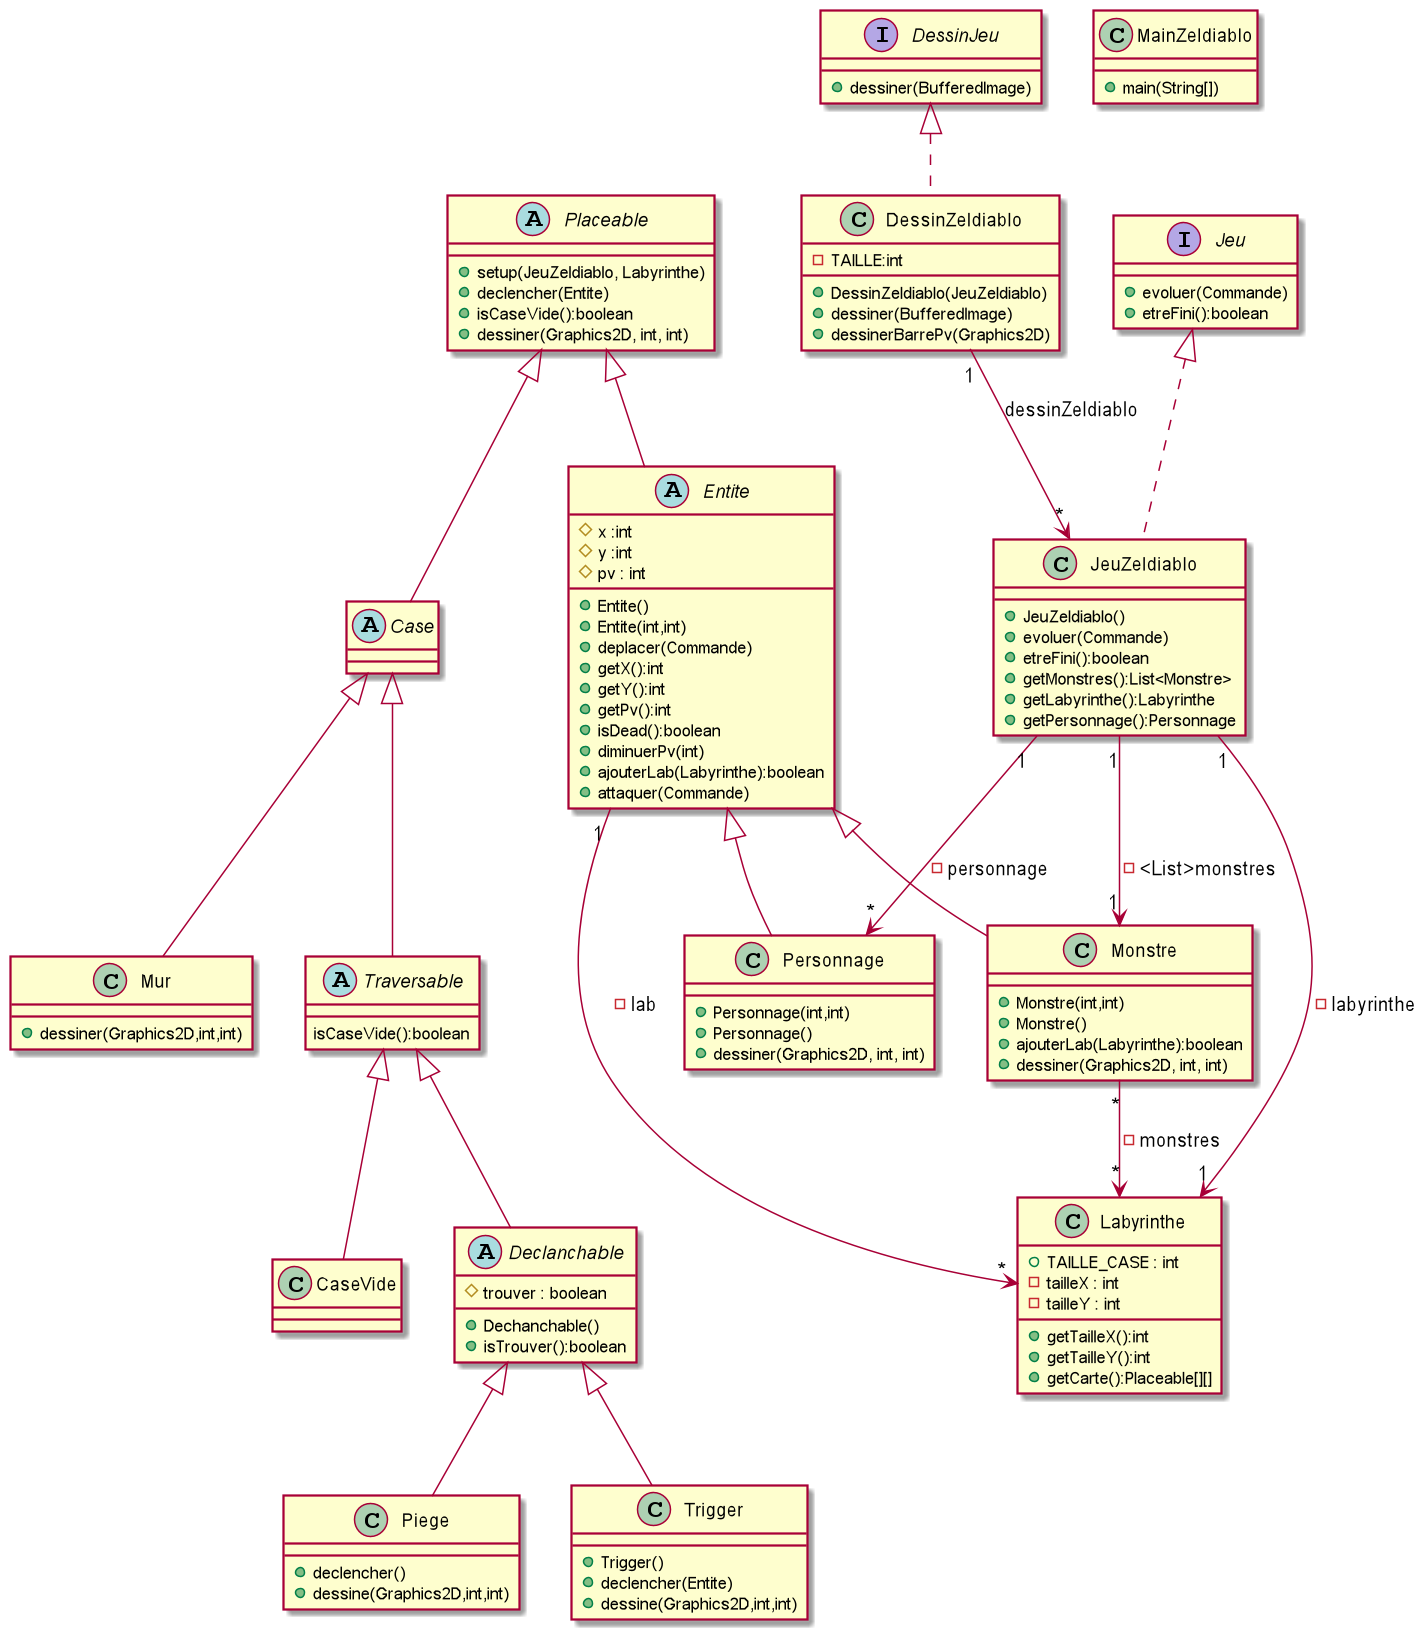 I DessinJeu
dessiner(BufferedImage)
C MainZeldiablo
main(String[])
A Placeable
setup(JeuZeldiablo, Labyrinthe)
declencher(Entite)
isCaseVide():boolean
dessiner(Graphics2D, int, int)
C DessinZeldiablo
TAILLE:int
DessinZeldiablo(JeuZeldiablo)
dessiner(BufferedImage)
dessinerBarrePv(Graphics2D)
I Jeu
evoluer(Commande)
etreFini():boolean
1
dessinZeldiablo
*
A Entite
x :int
y :int
pv : int
Entite()
Entite(int,int)
deplacer(Commande)
getX():int
getY():int
getPv():int
isDead():boolean
diminuerPv(int)
ajouterLab(Labyrinthe):boolean
attaquer(Commande)
C JeuZeldiablo
JeuZeldiablo()
evoluer(Commande)
etreFini():boolean
getMonstres():List<Monstre>
getLabyrinthe():Labyrinthe
getPersonnage():Personnage
A Case
1
1
1
1
personnage
<List>monstres
*
1
C Mur
dessiner(Graphics2D,int,int)
A Traversable
isCaseVide():boolean
lab
C Personnage
Personnage(int,int)
Personnage()
dessiner(Graphics2D, int, int)
C Monstre
Monstre(int,int)
Monstre()
ajouterLab(Labyrinthe):boolean
dessiner(Graphics2D, int, int)
labyrinthe
*
monstres
*
1
*
C CaseVide
A Declanchable
trouver : boolean
Dechanchable()
isTrouver():boolean
C Labyrinthe
TAILLE_CASE : int
tailleX : int
tailleY : int
getTailleX():int
getTailleY():int
getCarte():Placeable[][]
C Piege
declencher()
dessine(Graphics2D,int,int)
C Trigger
Trigger()
declencher(Entite)
dessine(Graphics2D,int,int)